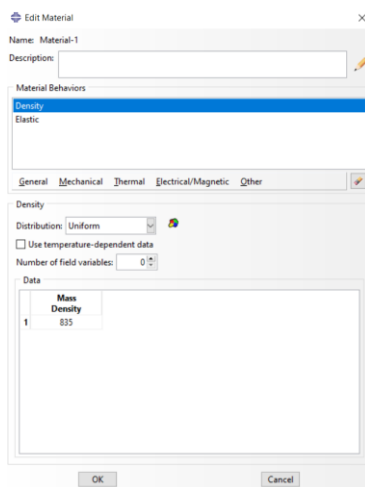 Edit Material
Name: Material-1
Description:
Material Behaviors
Density
Elastic
General Mechanical Thermal Electrical/Magnetic Other
Density
Distribution: Uniform
Use temperature-dependent data
Number of field variables: 0
Data
Mass
Density
1 835
OK Cancel